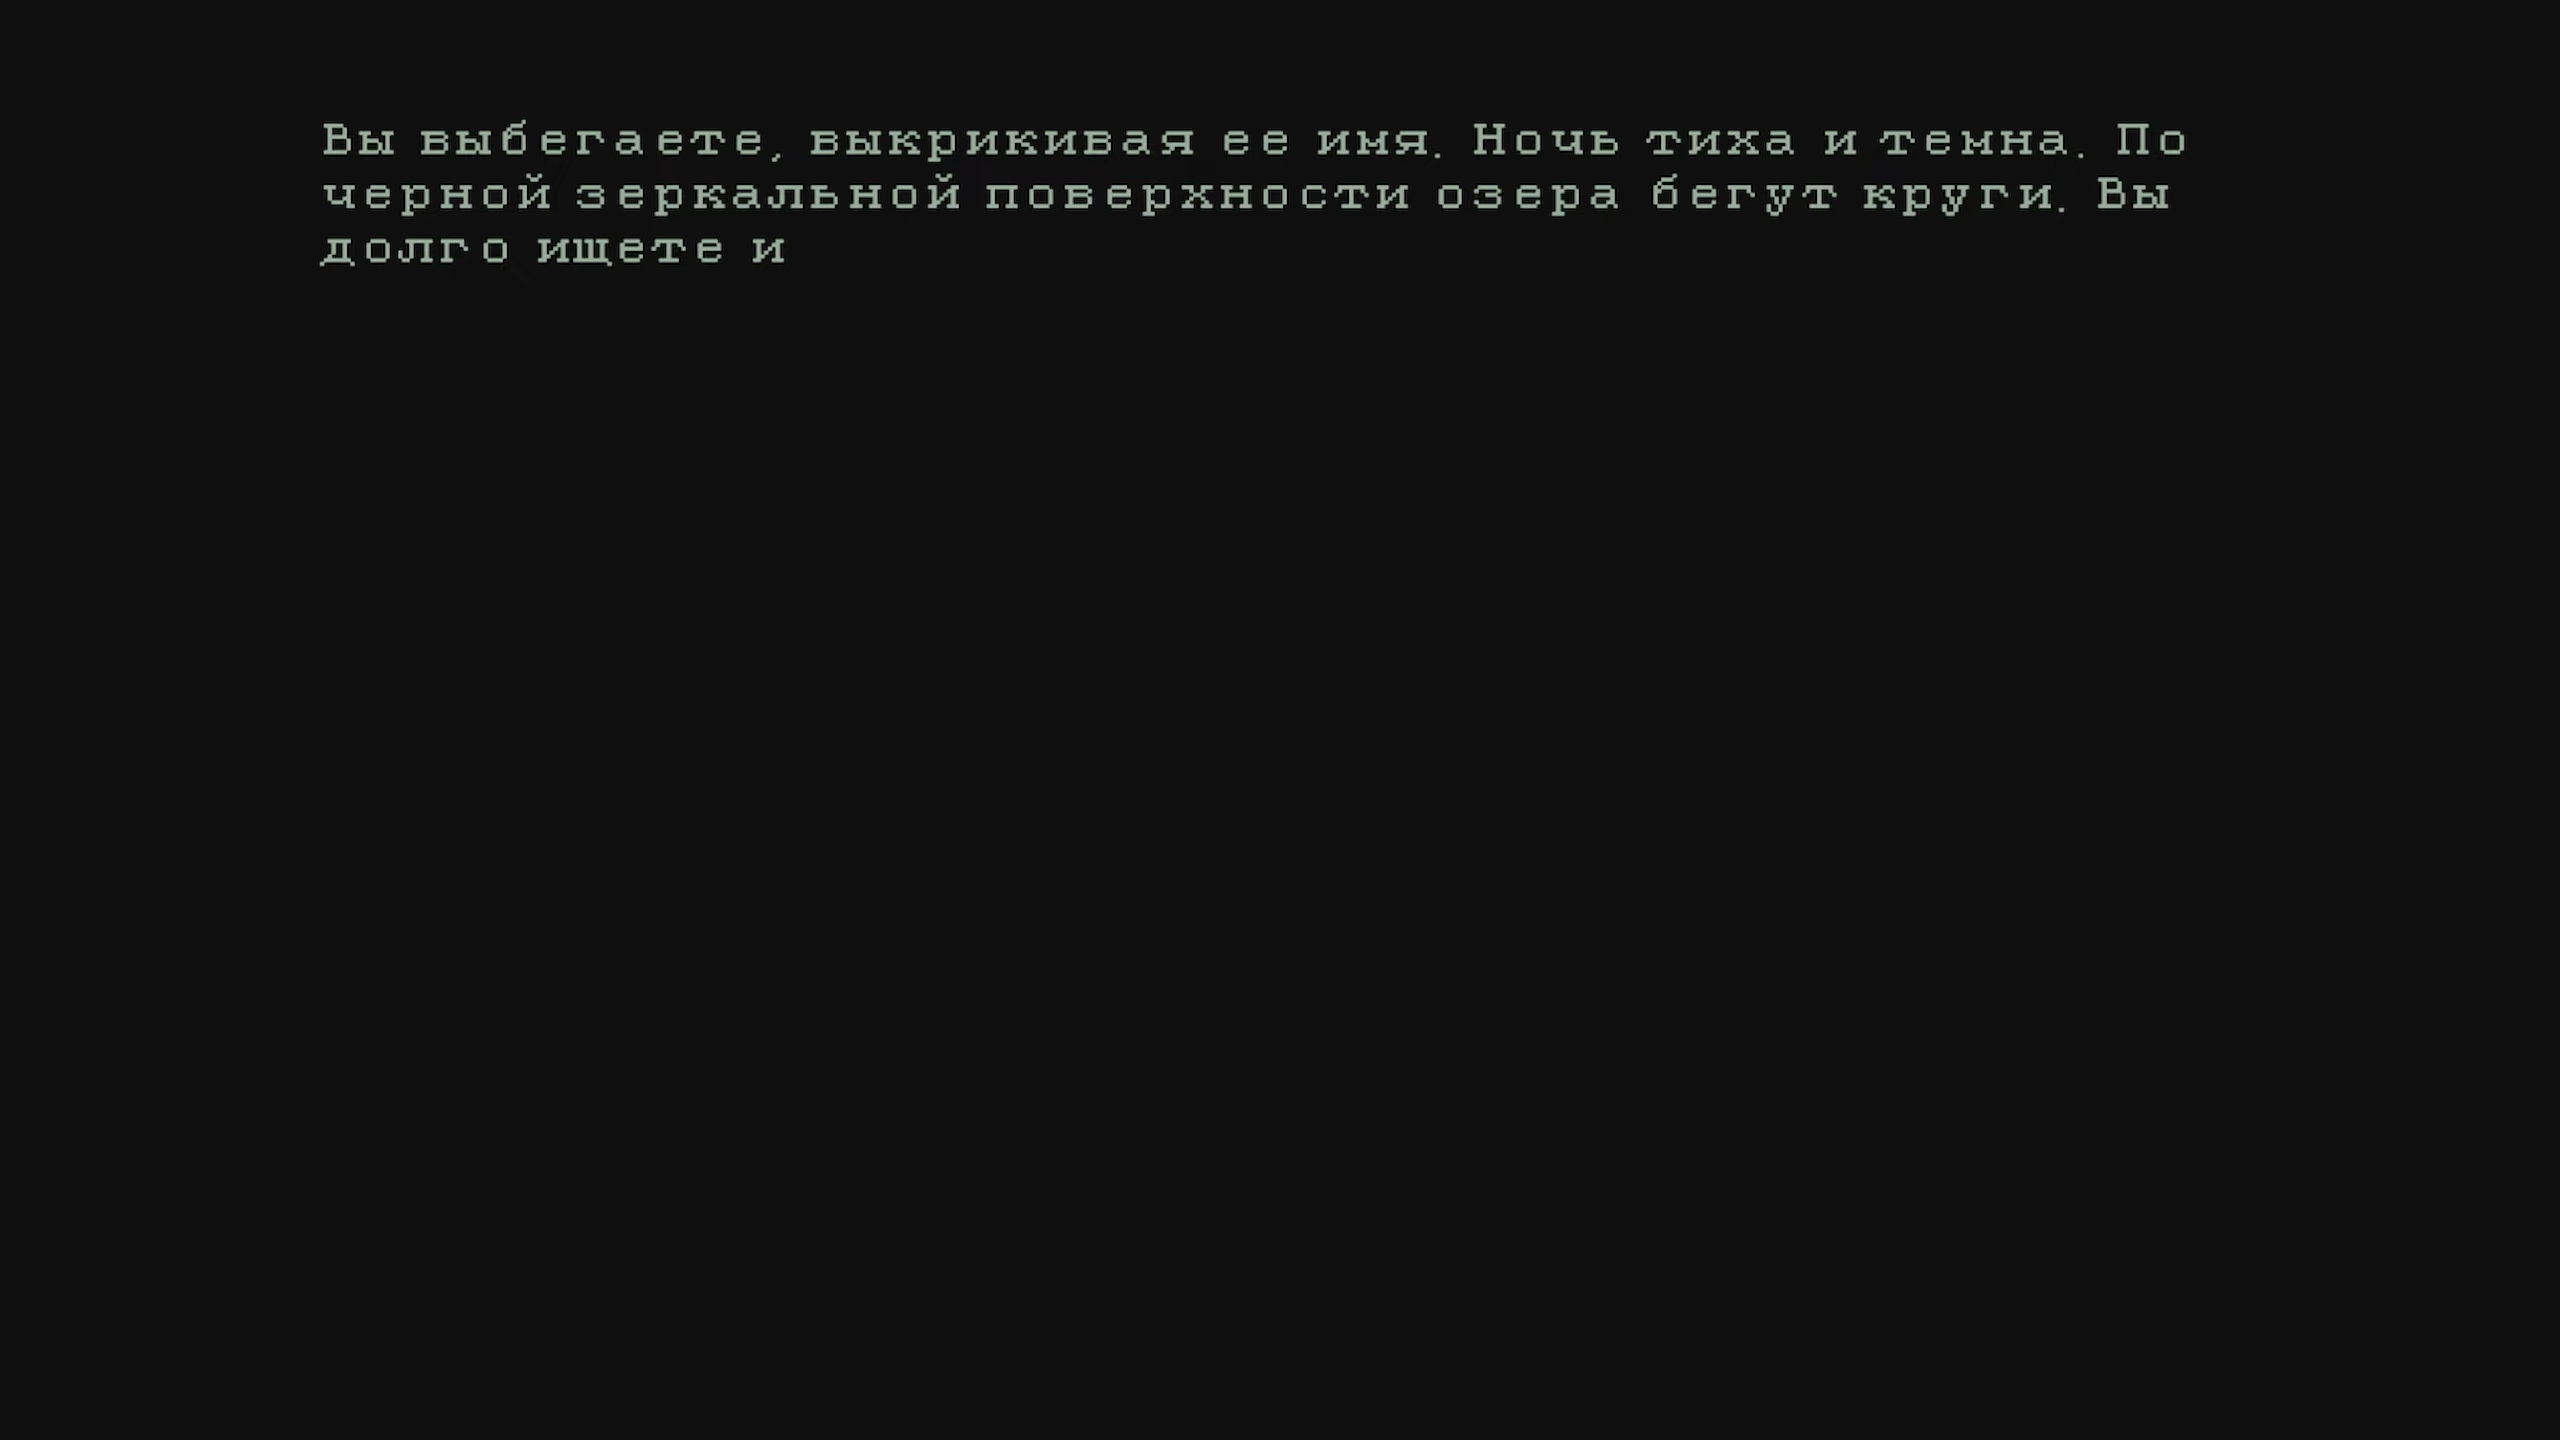 Вы выбегаете, выкрикивая ее имя. Ночь тиха и темна. По
черной зеркальной поверхности озера бегут круги. Вы
долго ищете и